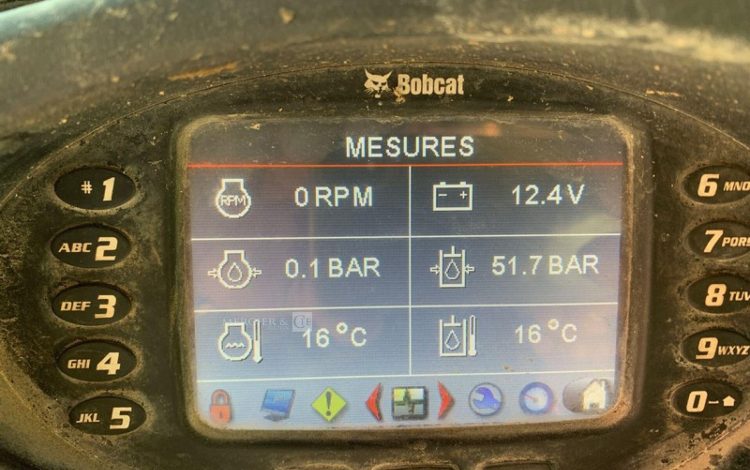 Bobcat
MESURES
RPM 0 RPM 12.4 V
0.1 BAR 51.7 BAR
16 °C 16 °C
# 1
ABC 2
DEF 3
GHI 4
JKL 5
6 MNO
7 PQRS
8 TUV
9 WXYZ
0